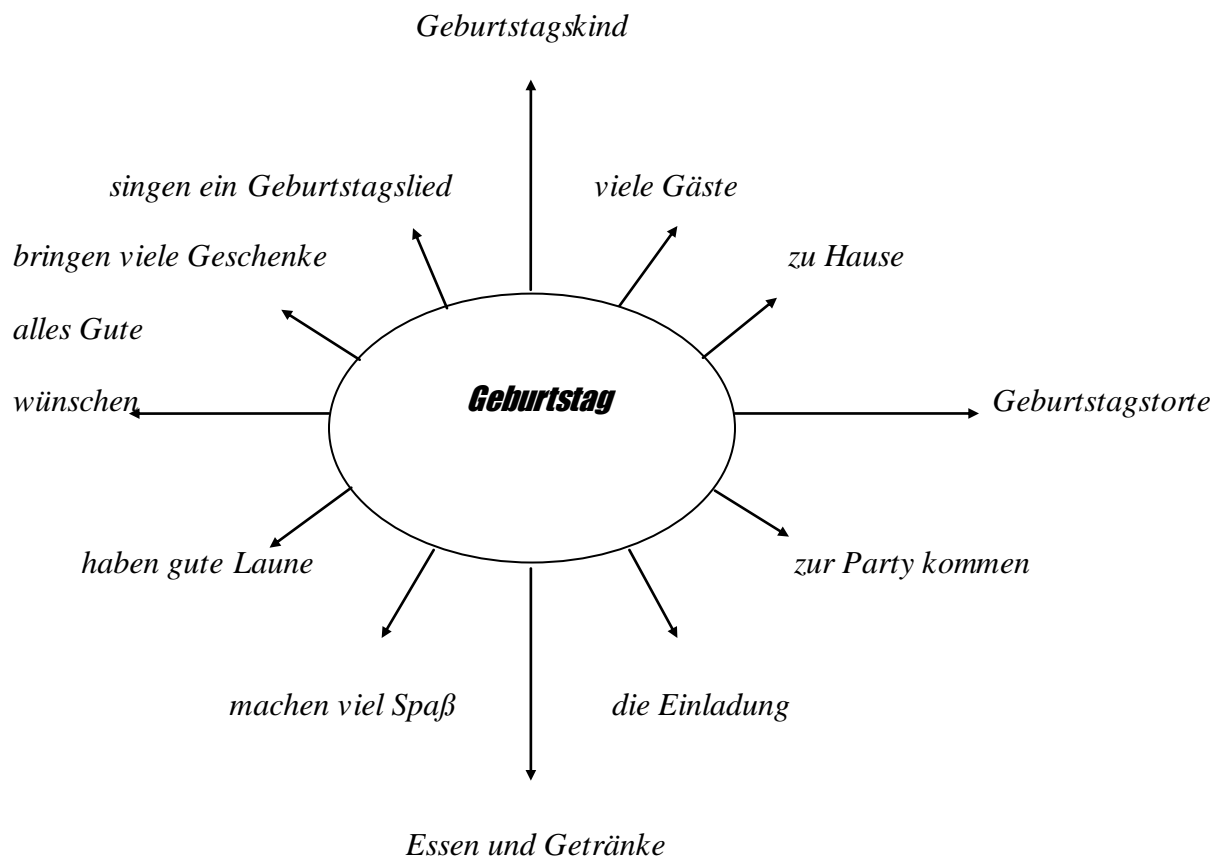 Geburtstagskind
singen ein Geburtstagslied
viele Gäste
bringen viele Geschenke
zu Hause
alles Gute
wünschen
Geburtstag
Geburtstagstorte
haben gute Laune
zur Party kommen
machen viel Spaß
die Einladung
Essen und Getränke